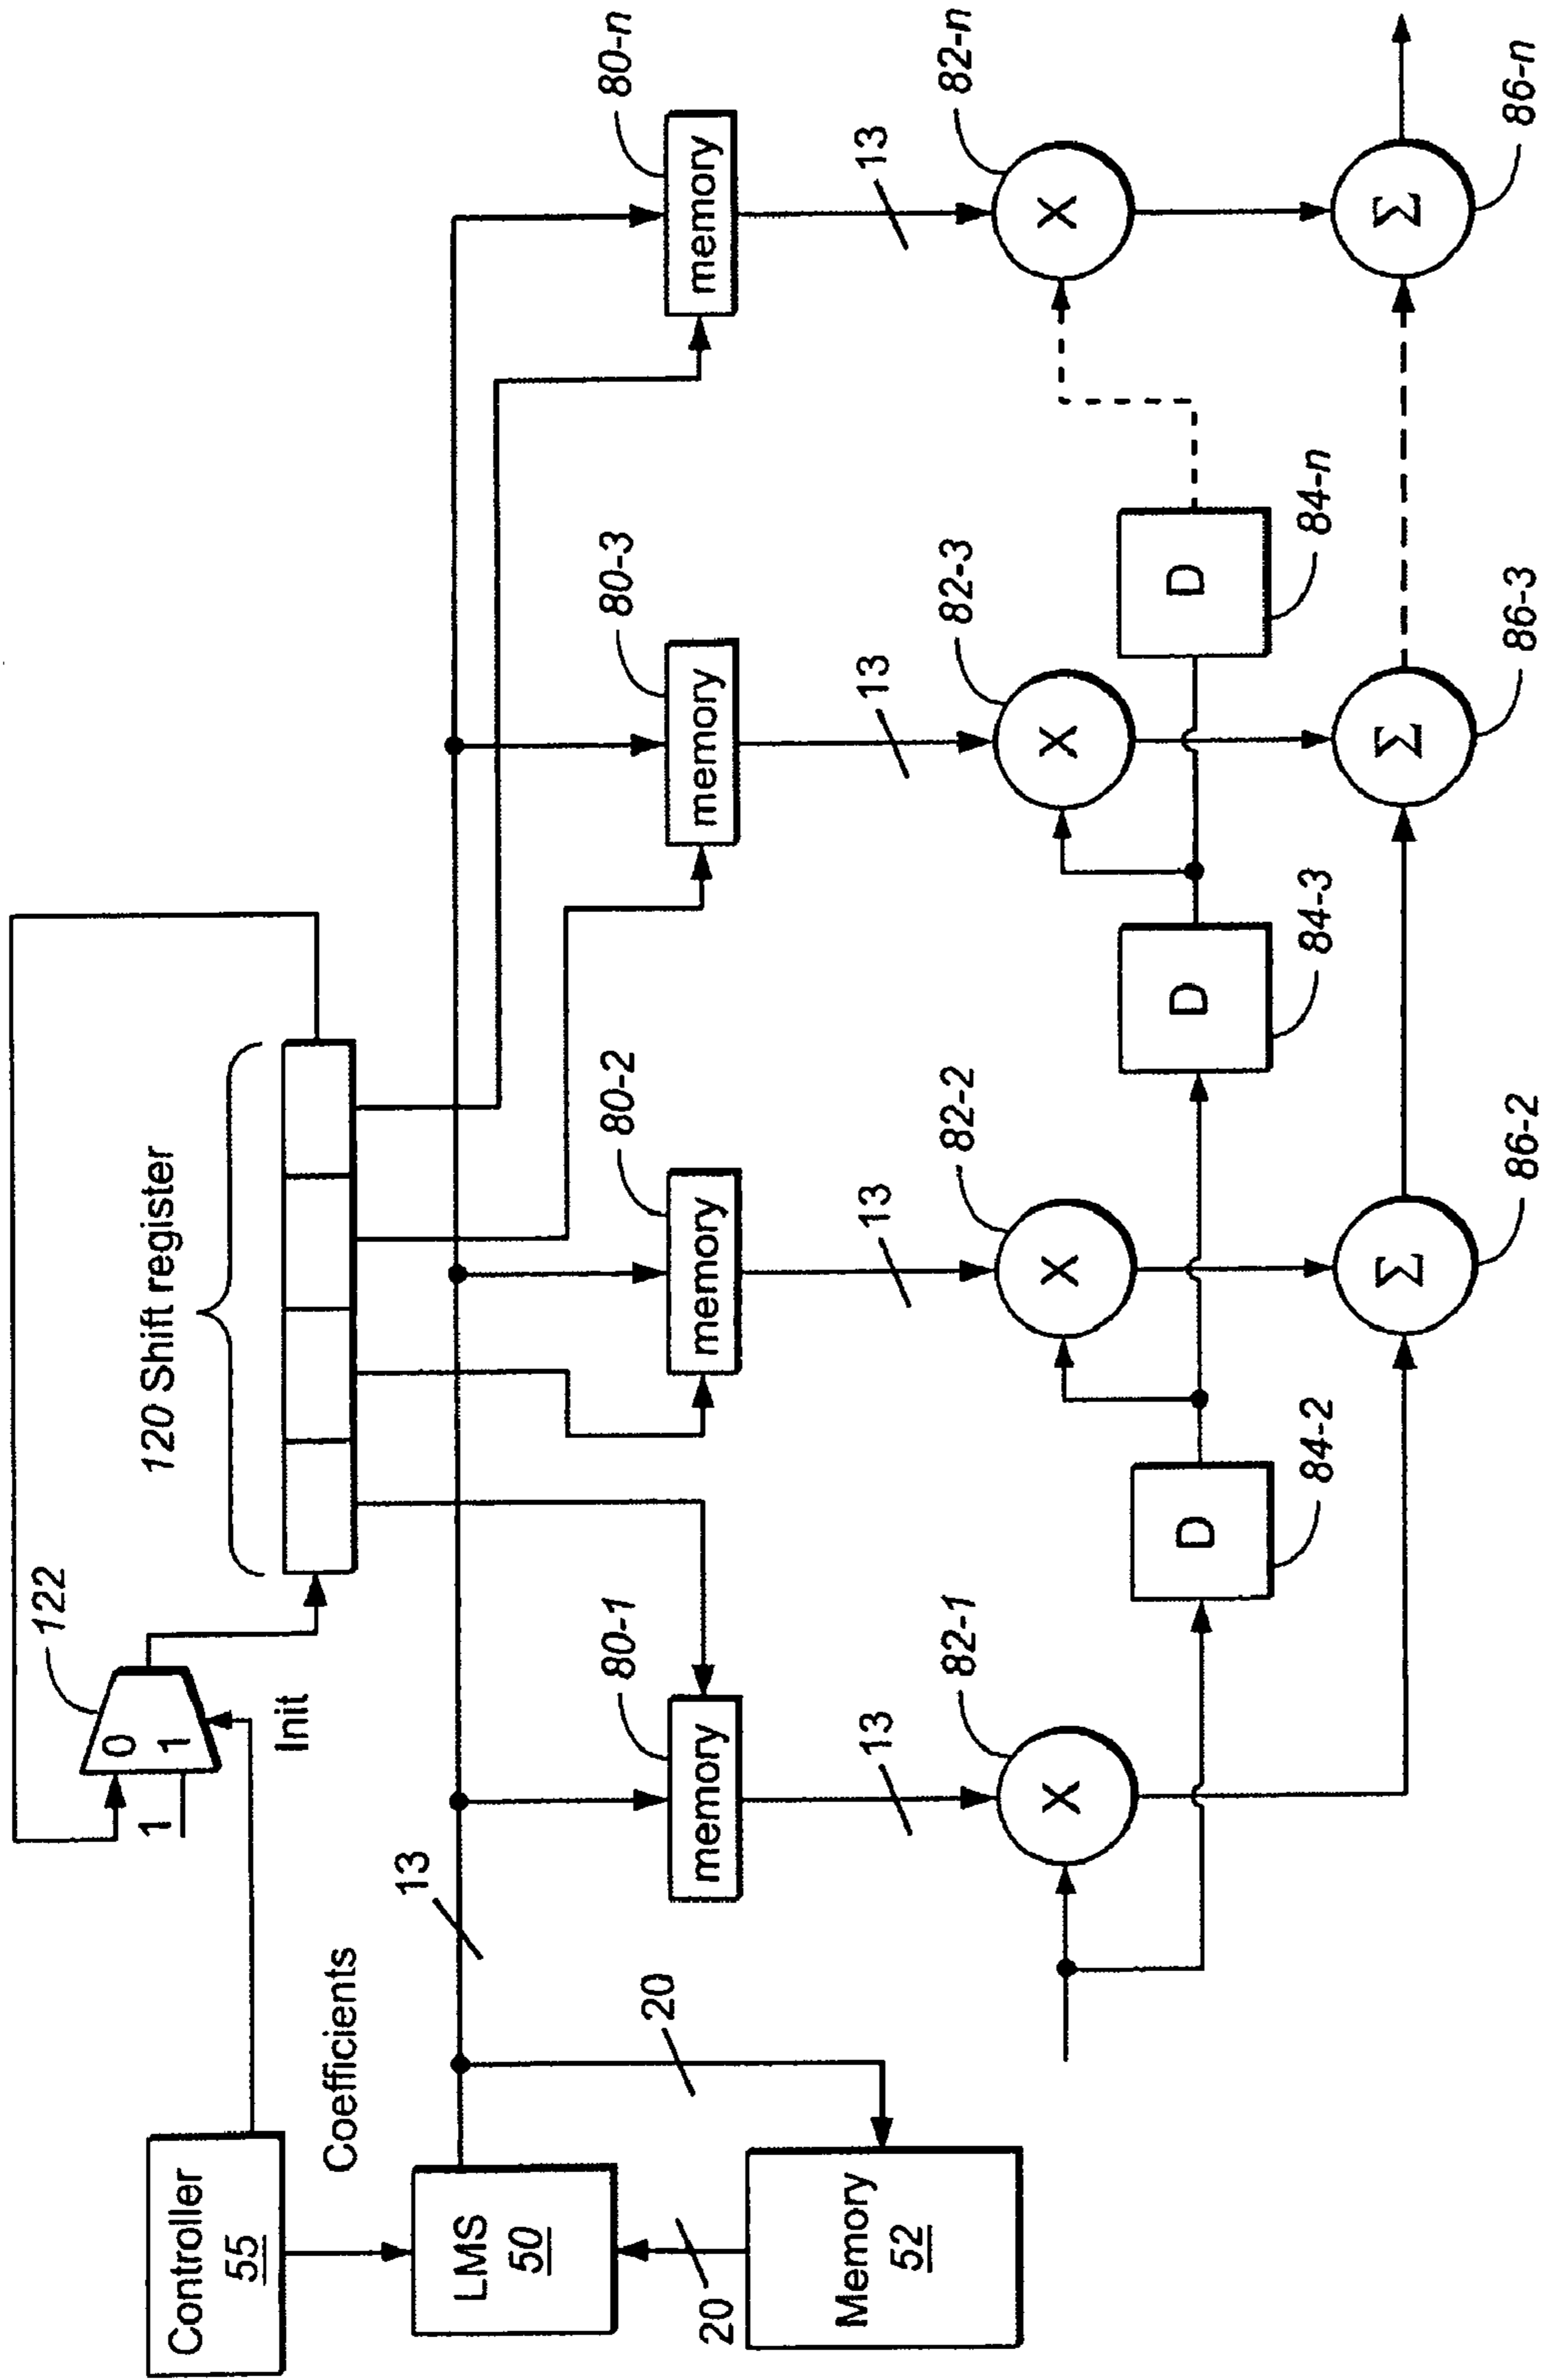 120 Shift register
122
0
1
1
Init
Controller
55
Coefficients
LMS
50
13
20
20
Memory
52
80-1
80-2
80-3
80-n
memory
memory
memory
memory
13
13
13
13
82-1
82-2
82-3
82-n
X
X
X
X
D
D
D
84-2
84-3
84-n
Σ
Σ
Σ
86-2
86-3
86-n